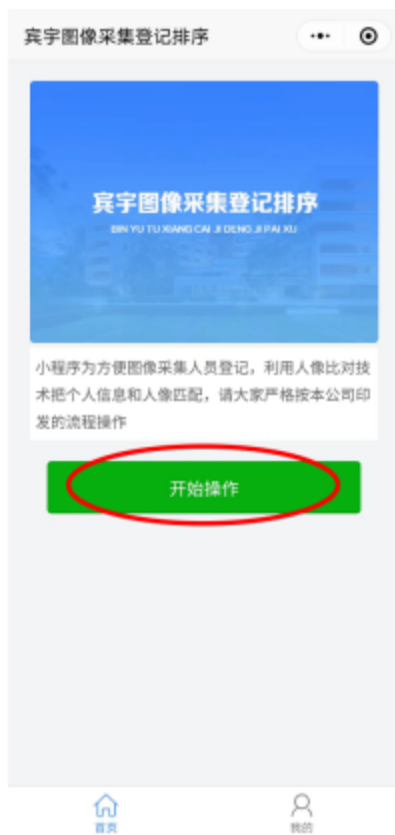 宾宇图像采集登记排序
宾宇图像采集登记排序
BIN YU TU XIANG CAI JI DENG JI PAI XU
小程序为方便图像采集人员登记，利用人像比对技
术把个人信息和人像匹配，请大家严格按本公司印
发的流程操作
开始操作
首页
我的